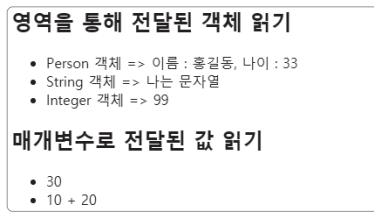 영역을 통해 전달된 객체 읽기
Person 객체 => 이름 : 홍길동, 나이 : 33
String 객체 => 나는 문자열
Integer 객체 => 99
매개변수로 전달된 값 읽기
30
10 + 20